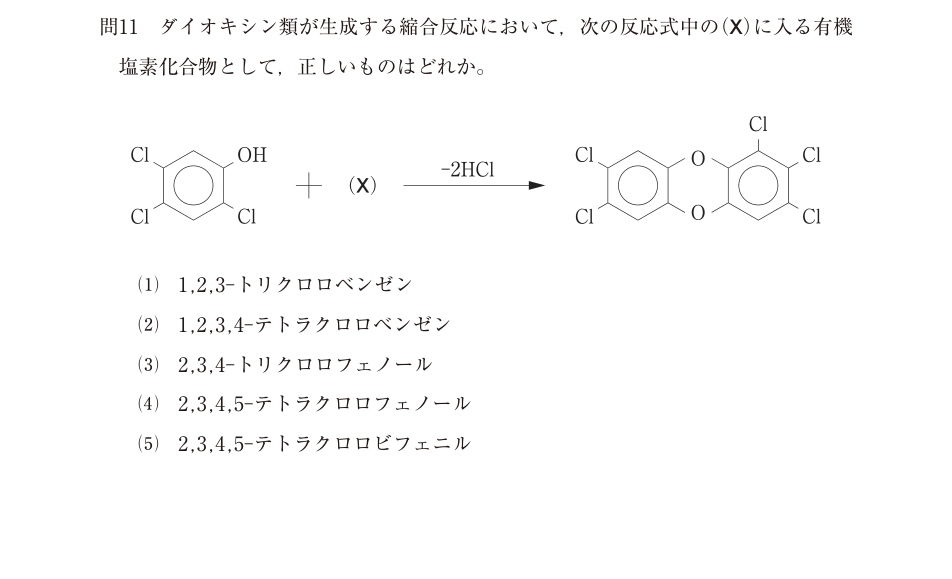 問11　ダイオキシン類が生成する縮合反応において，次の反応式中の(X)に入る有機
塩素化合物として，正しいものはどれか。
Cl
Cl OH Cl O Cl
＋ (X) −2HCl
Cl Cl Cl O Cl
(1)　1,2,3−トリクロロベンゼン
(2)　1,2,3,4−テトラクロロベンゼン
(3)　2,3,4−トリクロロフェノール
(4)　2,3,4,5−テトラクロロフェノール
(5)　2,3,4,5−テトラクロロビフェニル